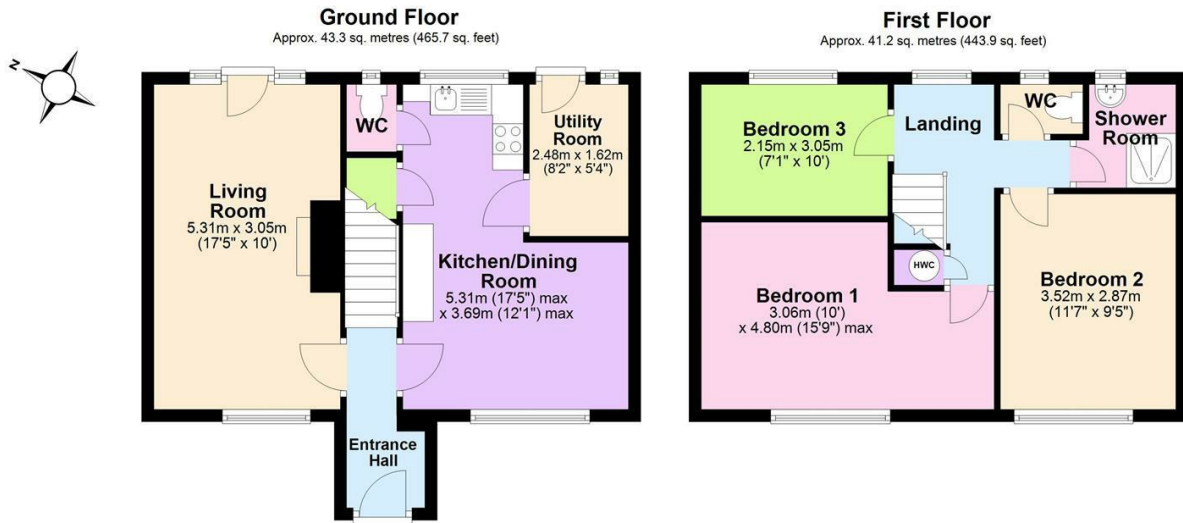 Ground Floor
Approx. 43.3 sq. metres (465.7 sq. feet)
N
WC
Utility
Room
2.48m x 1.62m
(8'2" x 5'4")
Living
Room
5.31m x 3.05m
(17'5" x 10')
Kitchen/Dining
Room
5.31m (17'5") max
x 3.69m (12'1") max
Entrance
Hall
First Floor
Approx. 41.2 sq. metres (443.9 sq. feet)
Bedroom 3
2.15m x 3.05m
(7'1" x 10')
Landing
WC
Shower
Room
HWC
Bedroom 1
3.06m (10')
x 4.80m (15'9") max
Bedroom 2
3.52m x 2.87m
(11'7" x 9'5")